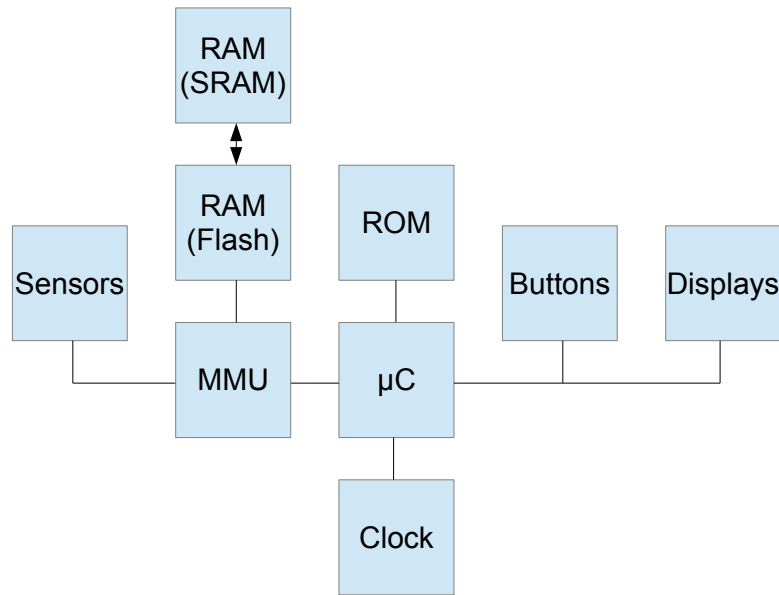 RAM
(SRAM)
RAM
(Flash)
ROM
Sensors
Buttons
Displays
MMU
µC
Clock